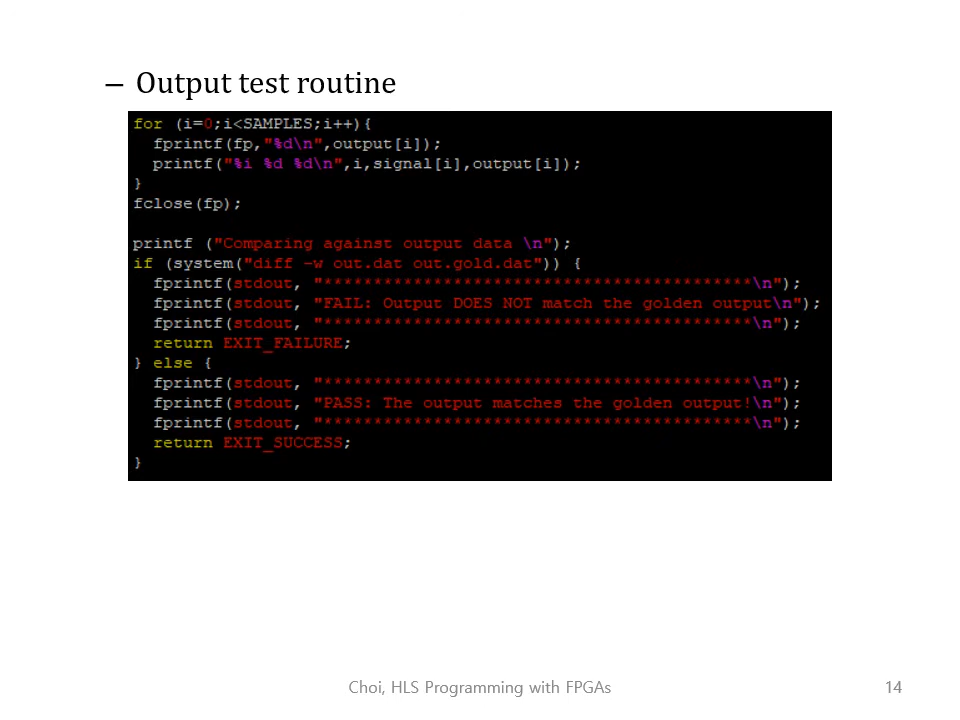 – Output test routine
for (i=0;i<SAMPLES;i++){
  fprintf(fp,"%d\n",output[i]);
  printf("%i %d %d\n",i,signal[i],output[i]);
}
fclose(fp);

printf ("Comparing against output data \n");
if (system("diff -w out.dat out.gold.dat")) {
  fprintf(stdout, "*******************************************\n");
  fprintf(stdout, "FAIL: Output DOES NOT match the golden output\n");
  fprintf(stdout, "*******************************************\n");
  return EXIT_FAILURE;
} else {
  fprintf(stdout, "*******************************************\n");
  fprintf(stdout, "PASS: The output matches the golden output!\n");
  fprintf(stdout, "*******************************************\n");
  return EXIT_SUCCESS;
}
Choi, HLS Programming with FPGAs
14